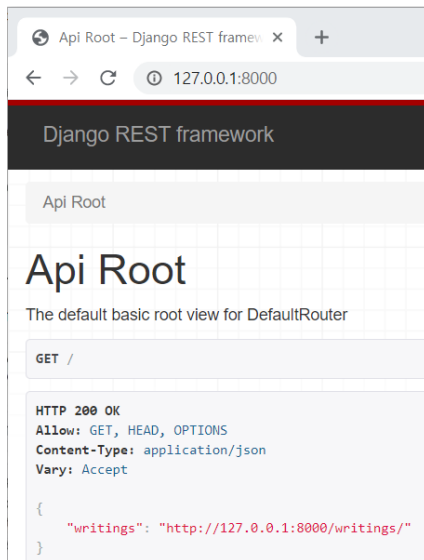 Api Root – Django REST framew
127.0.0.1:8000
Django REST framework
Api Root
Api Root
The default basic root view for DefaultRouter
GET /
HTTP 200 OK
Allow: GET, HEAD, OPTIONS
Content-Type: application/json
Vary: Accept
{
    "writings": "http://127.0.0.1:8000/writings/"
}